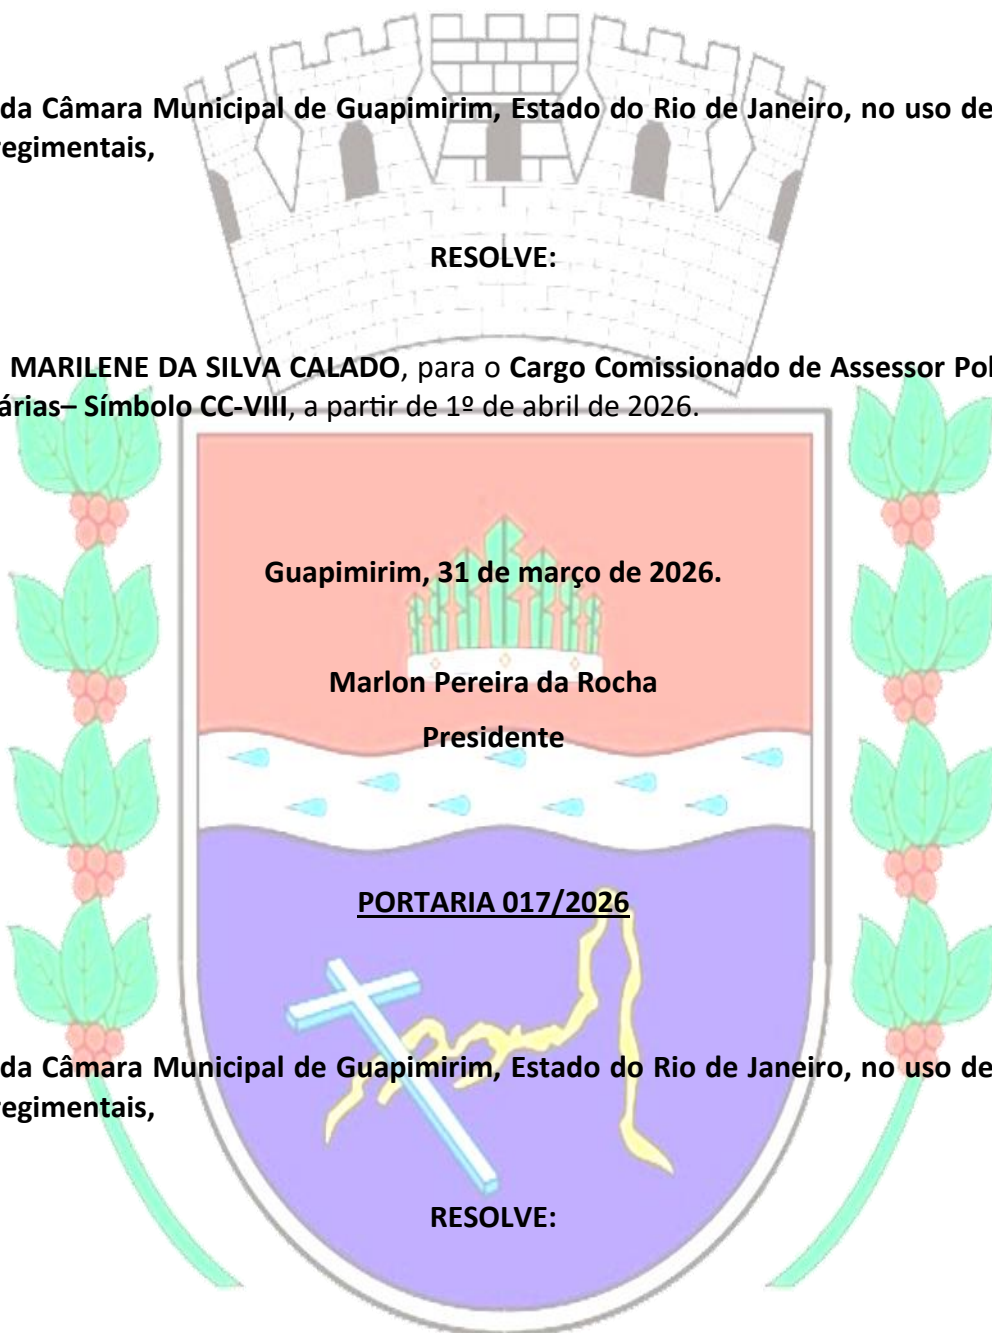 da Câmara Municipal de Guapimirim, Estado do Rio de Janeiro, no uso de
regimentais,
RESOLVE:
MARILENE DA SILVA CALADO, para o Cargo Comissionado de Assessor Pol
árias– Símbolo CC-VIII, a partir de 1º de abril de 2026.
Guapimirim, 31 de março de 2026.
Marlon Pereira da Rocha
Presidente
PORTARIA 017/2026
da Câmara Municipal de Guapimirim, Estado do Rio de Janeiro, no uso de
regimentais,
RESOLVE: